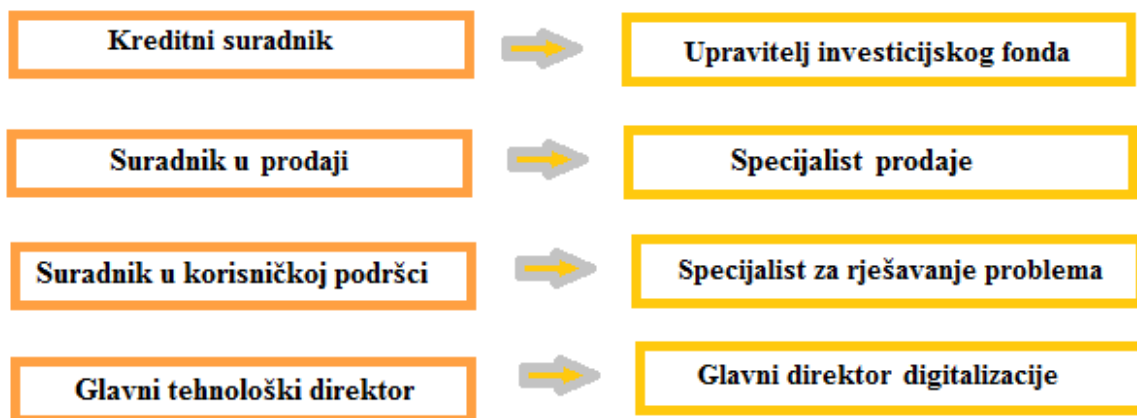 Kreditni suradnik
Upravitelj investicijskog fonda
Suradnik u prodaji
Specijalist prodaje
Suradnik u korisničkoj podršci
Specijalist za rješavanje problema
Glavni tehnološki direktor
Glavni direktor digitalizacije